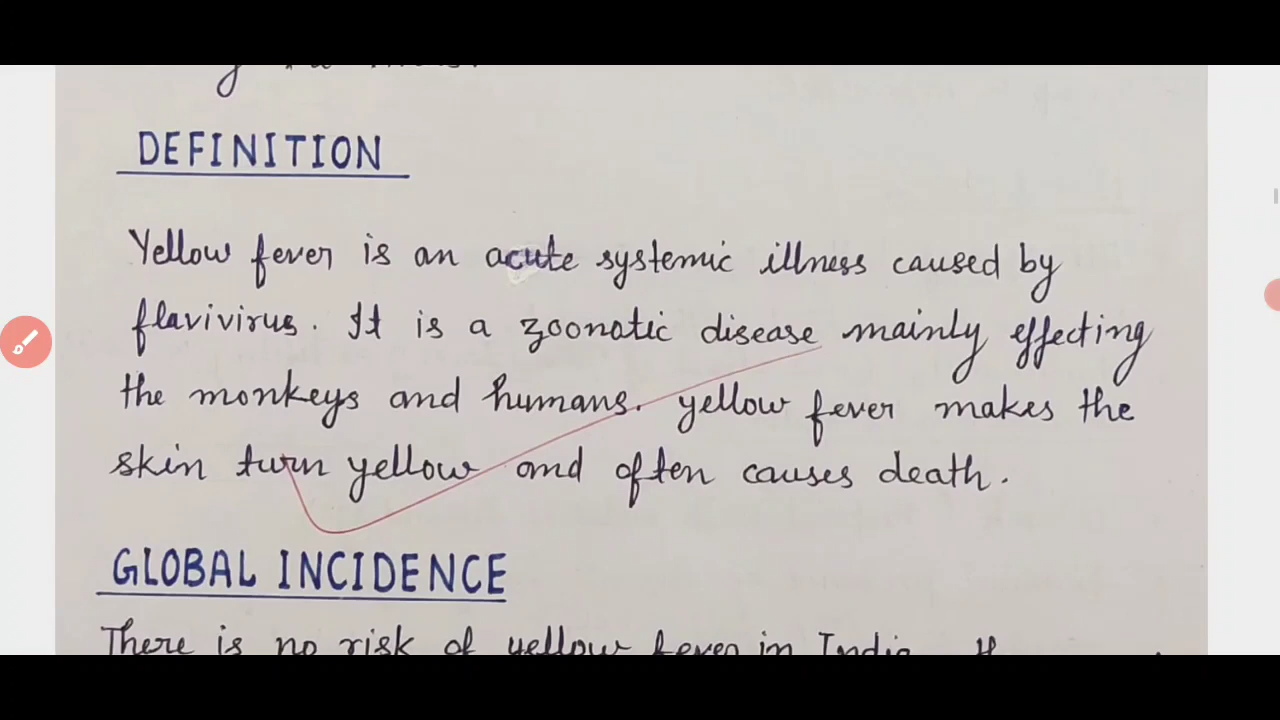 DEFINITION
Yellow fever is an acute systemic illness caused by
flavivirus. It is a zoonotic disease mainly effecting
the monkeys and humans. yellow fever makes the
skin turn yellow and often causes death.
GLOBAL INCIDENCE
There is no risk of yellow fever in India.